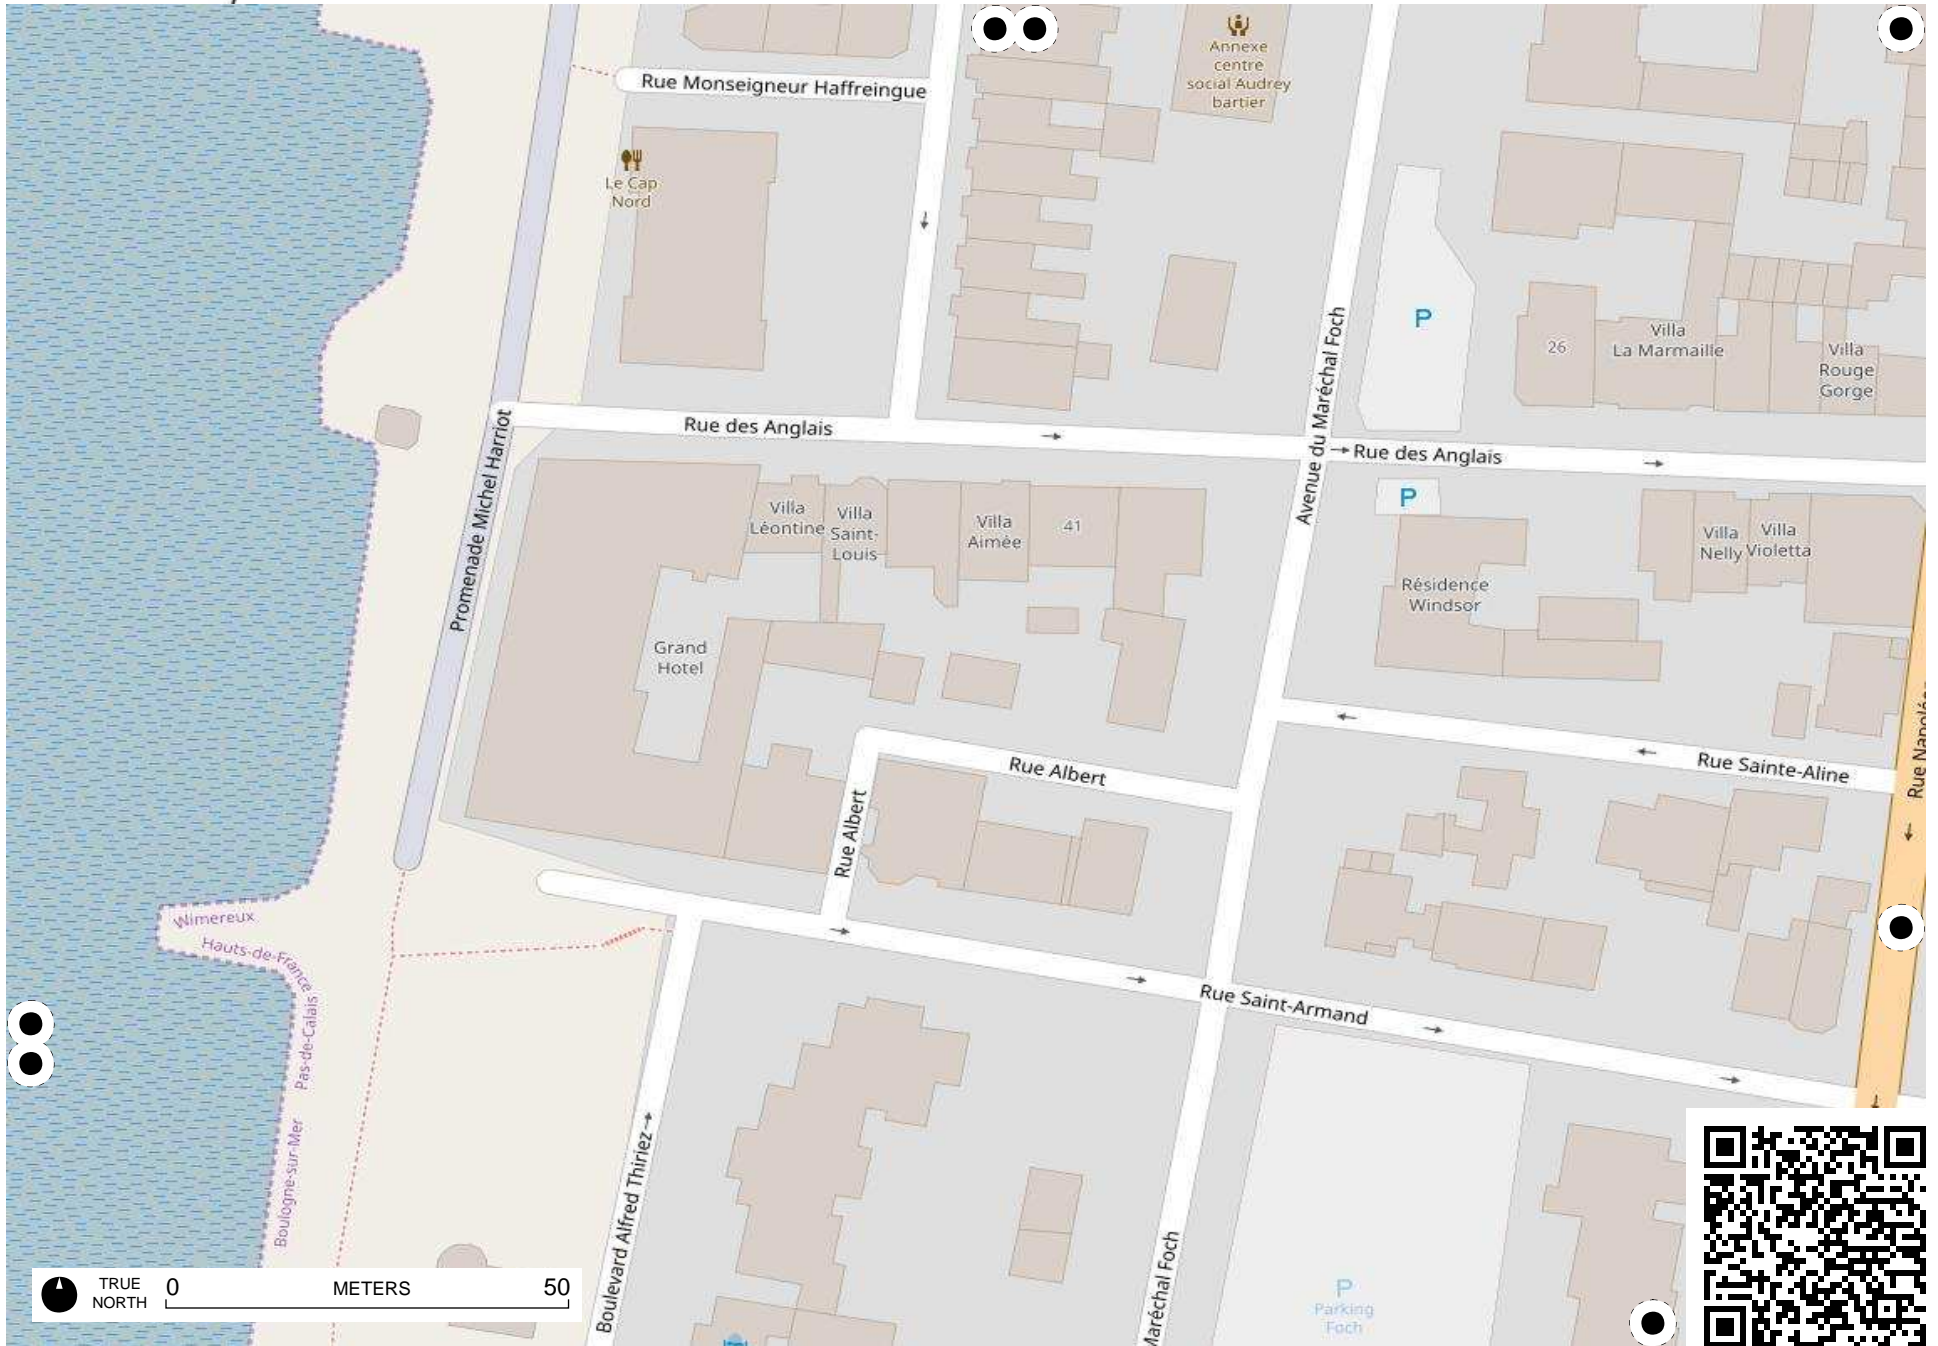 Annexe
centre
social Audrey
bartier
Rue Monseigneur Haffreingue
Le Cap
Nord
P
Avenue du Maréchal Foch
26
Villa
La Marmaille
Villa
Rouge
Gorge
Promenade Michel Harriot
Rue des Anglais
Rue des Anglais
P
Villa
Léontine
Villa
Saint-
Louis
Villa
Aimée
41
Villa
Nelly
Villa
Violetta
Résidence
Windsor
Grand
Hotel
Rue Albert
Rue Albert
Rue Sainte-Aline
Wimereux
Hauts-de-France
Pas-de-Calais
Boulogne-sur-Mer
Rue Saint-Armand
Boulevard Alfred Thiriez
Maréchal Foch
P
Parking
Foch
TRUE
NORTH
0 METERS 50